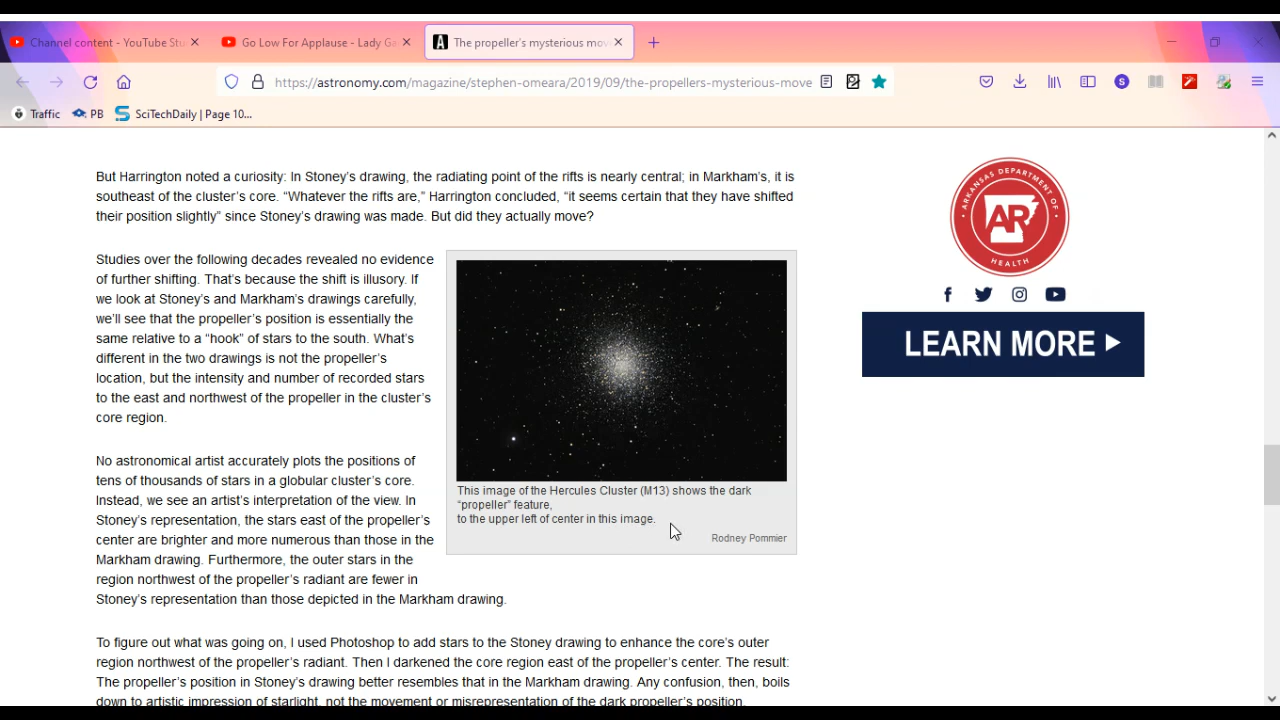 Channel content - YouTube Stu
Go Low For Applause - Lady Ga
The propeller's mysterious mov
https://astronomy.com/magazine/stephen-omeara/2019/09/the-propellers-mysterious-move
S
Traffic
PB
SciTechDaily | Page 10...
But Harrington noted a curiosity: In Stoney's drawing, the radiating point of the rifts is nearly central; in Markham's, it is
southeast of the cluster's core. “Whatever the rifts are,” Harrington concluded, “it seems certain that they have shifted
their position slightly” since Stoney's drawing was made. But did they actually move?
Studies over the following decades revealed no evidence
of further shifting. That's because the shift is illusory. If
we look at Stoney's and Markham's drawings carefully,
we'll see that the propeller's position is essentially the
same relative to a “hook” of stars to the south. What's
different in the two drawings is not the propeller's
location, but the intensity and number of recorded stars
to the east and northwest of the propeller in the cluster's
core region.
This image of the Hercules Cluster (M13) shows the dark
“propeller” feature,
to the upper left of center in this image.
Rodney Pommier
No astronomical artist accurately plots the positions of
tens of thousands of stars in a globular cluster's core.
Instead, we see an artist's interpretation of the view. In
Stoney's representation, the stars east of the propeller's
center are brighter and more numerous than those in the
Markham drawing. Furthermore, the outer stars in the
region northwest of the propeller's radiant are fewer in
Stoney's representation than those depicted in the Markham drawing.
To figure out what was going on, I used Photoshop to add stars to the Stoney drawing to enhance the core's outer
region northwest of the propeller's radiant. Then I darkened the core region east of the propeller's center. The result:
The propeller's position in Stoney's drawing better resembles that in the Markham drawing. Any confusion, then, boils
down to artistic impression of starlight, not the movement or misrepresentation of the dark propeller's position.
ARKANSAS DEPARTMENT OF
AR
HEALTH
LEARN MORE